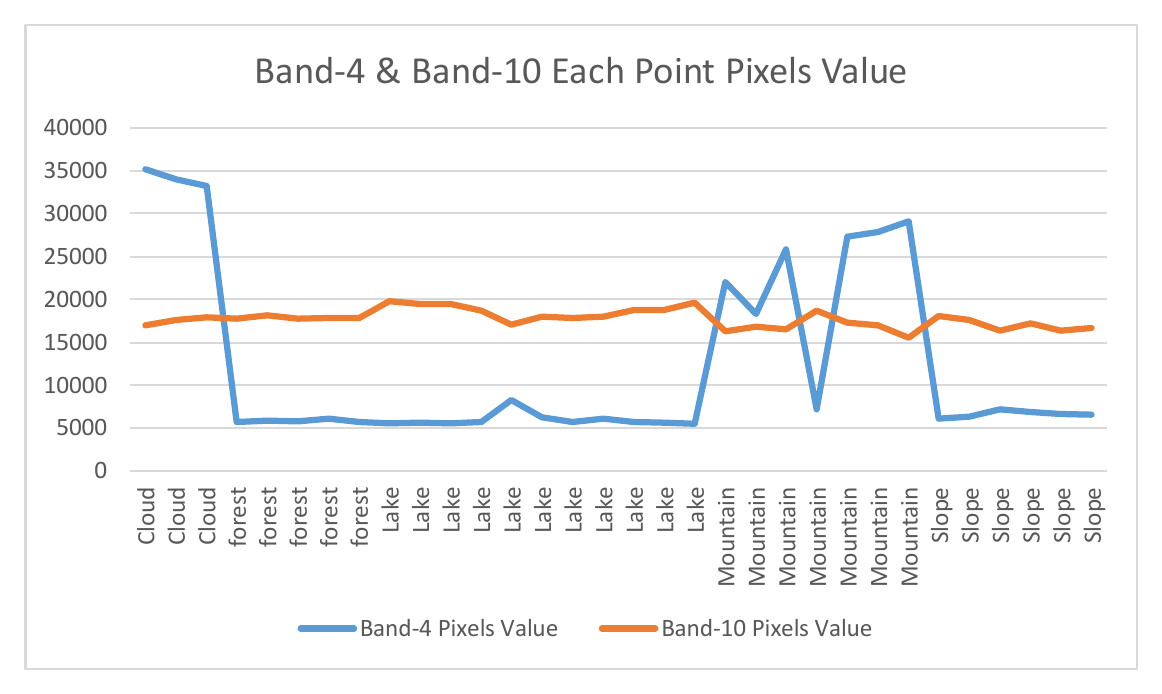 Band-4 & Band-10 Each Point Pixels Value
40000
35000
30000
25000
20000
15000
10000
5000
0
Cloud
Cloud
Cloud
forest
forest
forest
forest
forest
Lake
Lake
Lake
Lake
Lake
Lake
Lake
Lake
Lake
Lake
Lake
Mountain
Mountain
Mountain
Mountain
Mountain
Mountain
Mountain
Slope
Slope
Slope
Slope
Slope
Slope
Band-4 Pixels Value
Band-10 Pixels Value